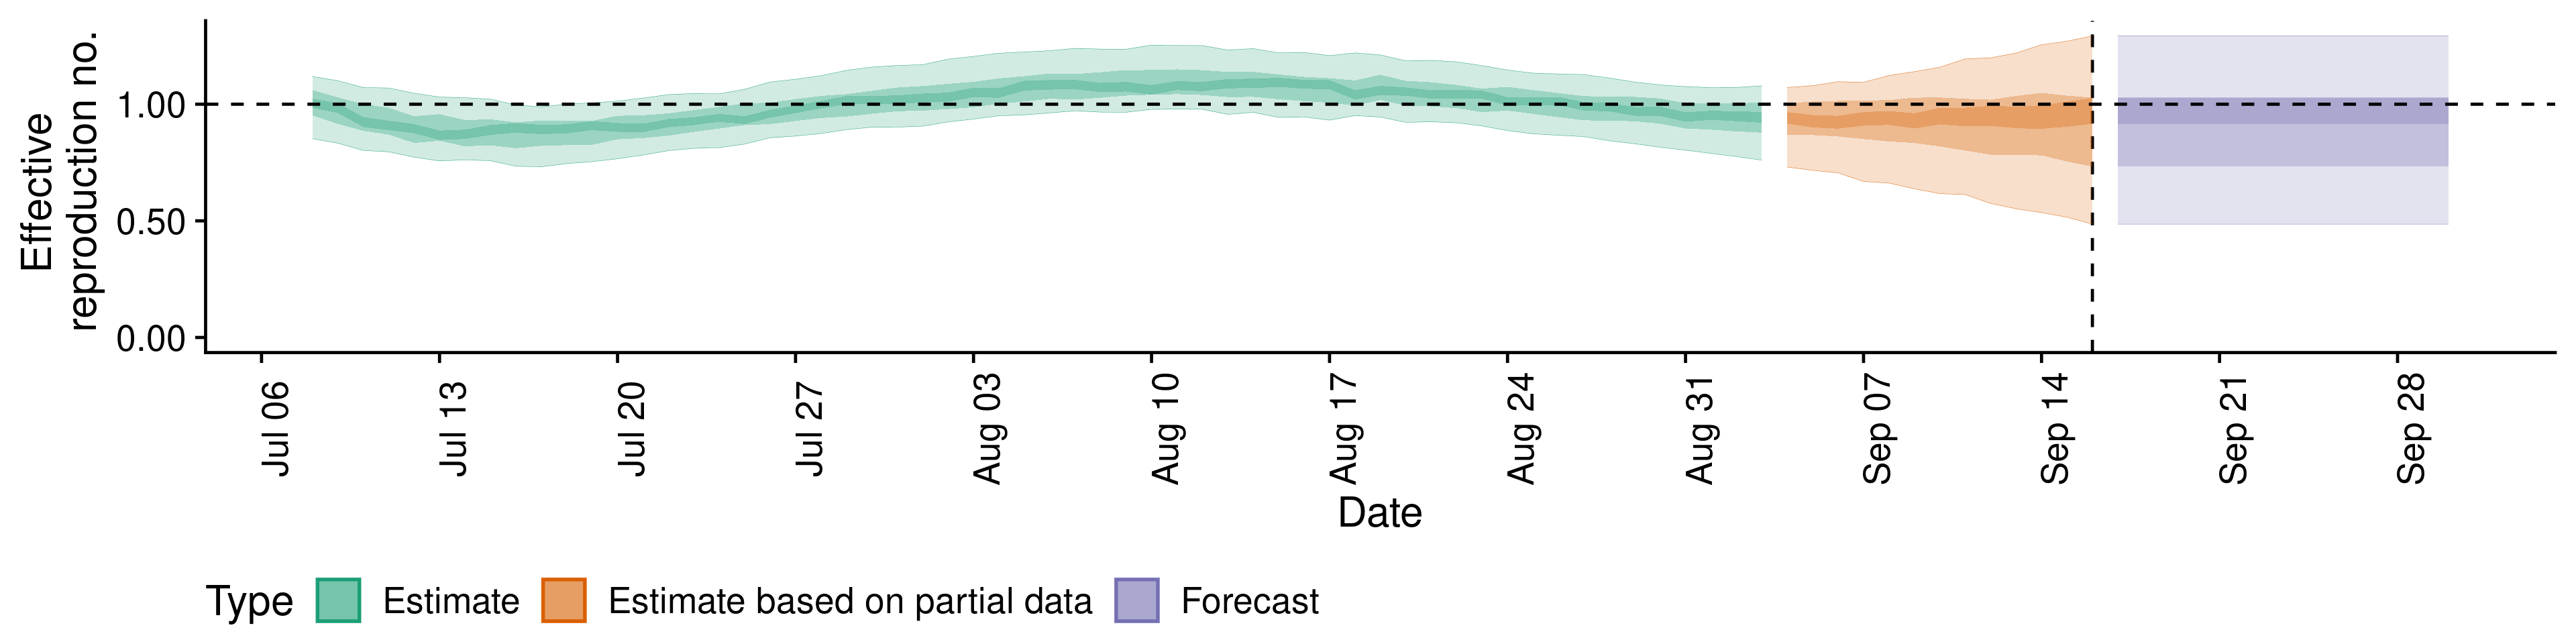 Effective
reproduction no.
1.00
0.50
0.00
Jul 06
Jul 13
Jul 20
Jul 27
Aug 03
Aug 10
Aug 17
Aug 24
Aug 31
Sep 07
Sep 14
Sep 21
Sep 28
Date
Type Estimate Estimate based on partial data Forecast